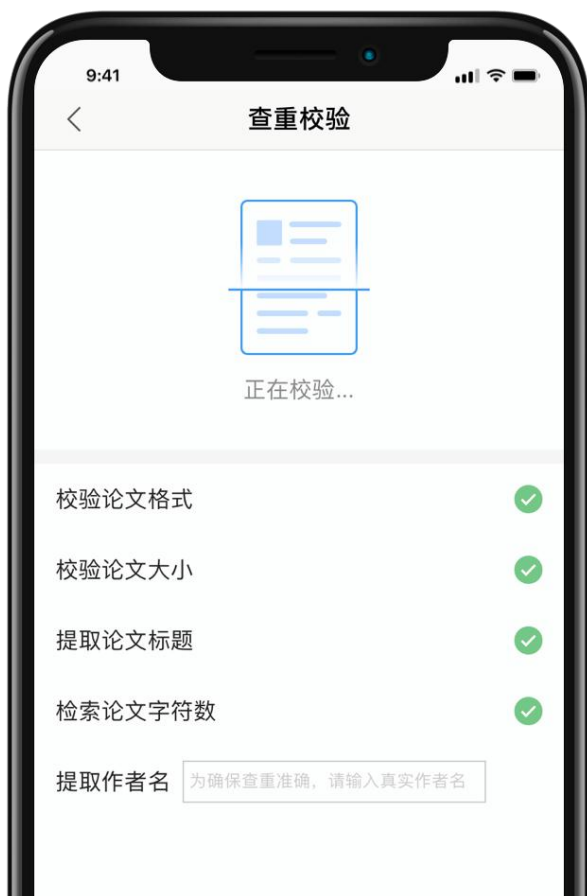 9:41
查重校验
正在校验...
校验论文格式
校验论文大小
提取论文标题
检索论文字符数
提取作者名 为确保查重准确，请输入真实作者名